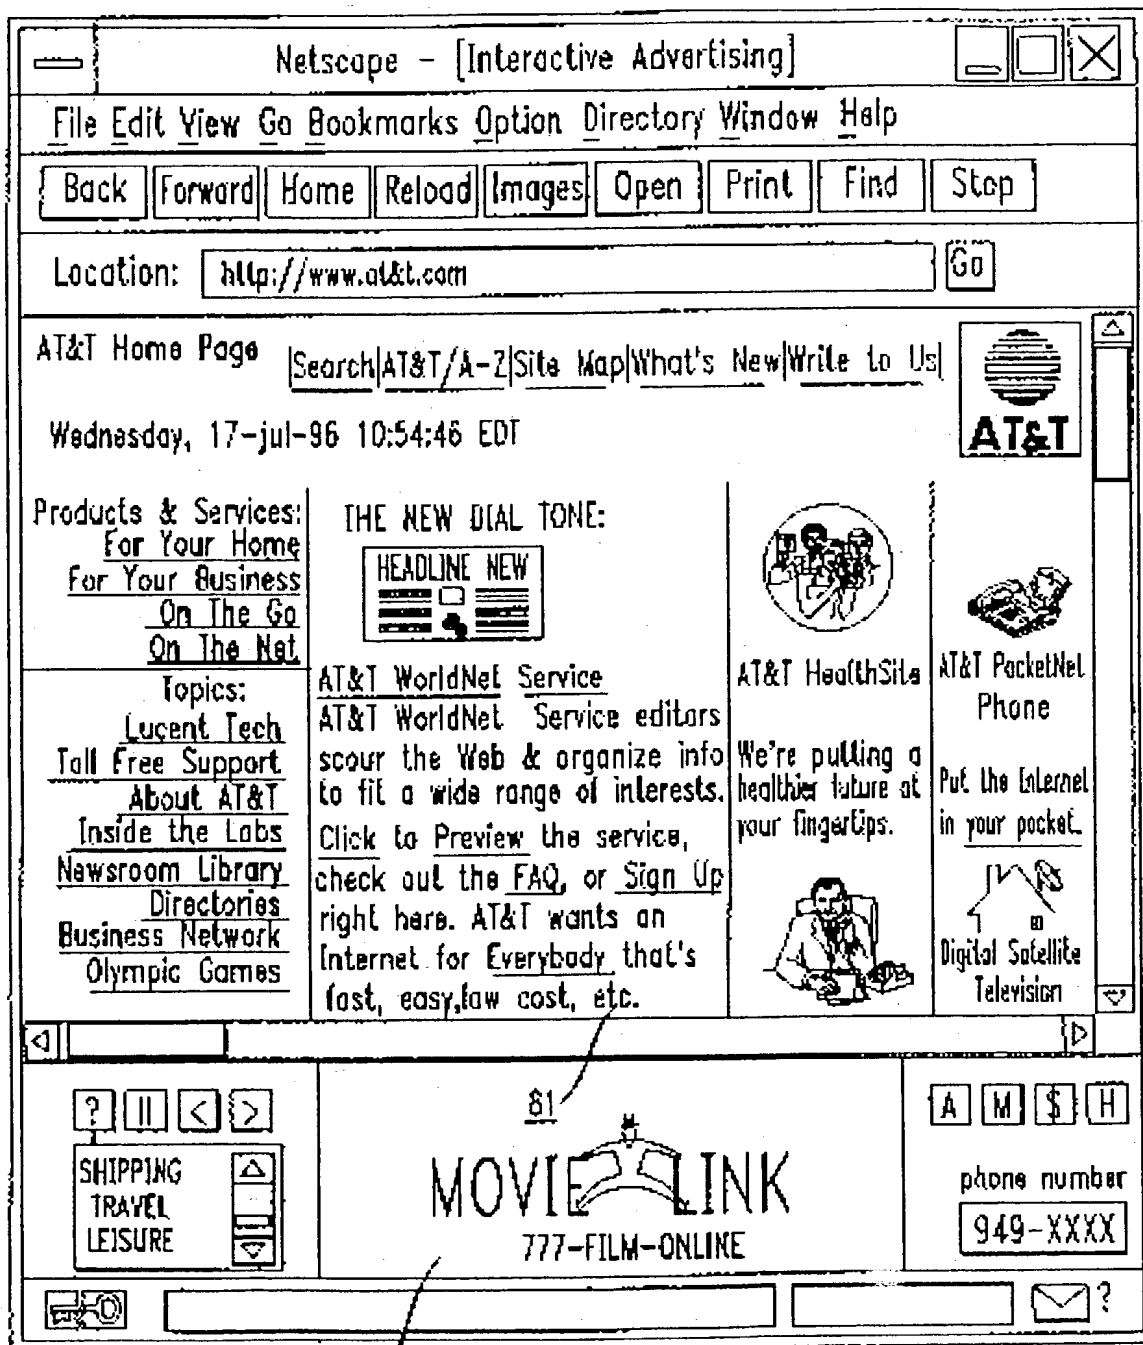 Netscape - [Interactive Advertising]
File Edit View Go Bookmarks Option Directory Window Help
Back Forward Home Reload Images Open Print Find Stop
Location: http://www.at&t.com Go
AT&T Home Page |Search|AT&T/A-Z|Site Map|What's New|Write to Us|
AT&T
Wednesday, 17-jul-96 10:54:46 EDT
Products & Services:
For Your Home
For Your Business
On The Go
On The Net
Topics:
Lucent Tech
Toll Free Support
About AT&T
Inside the Labs
Newsroom Library
Directories
Business Network
Olympic Games
THE NEW DIAL TONE:
HEADLINE NEW
AT&T WorldNet Service
AT&T WorldNet Service editors
scour the Web & organize info
to fit a wide range of interests.
Click to Preview the service,
check out the FAQ, or Sign Up
right here. AT&T wants an
Internet for Everybody that's
fast, easy,low cost, etc.
AT&T HealthSite
We're putting a
healthier future at
your fingertips.
AT&T PocketNet
Phone
Put the Internet
in your pocket.
Digital Satellite
Television
? || < >
SHIPPING
TRAVEL
LEISURE
61
MOVIE LINK
777-FILM-ONLINE
A M $ H
phone number
949-XXXX
?